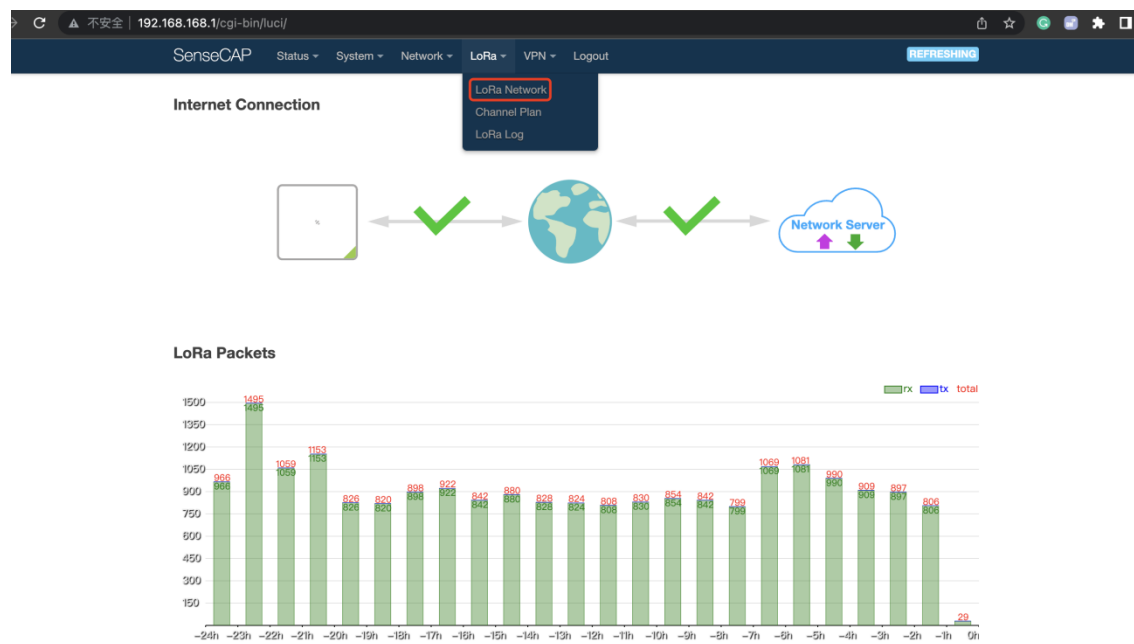 不安全 | 192.168.168.1/cgi-bin/luci/
SenseCAP Status System Network LoRa VPN Logout REFRESHING
LoRa Network
Channel Plan
LoRa Log
Internet Connection
Network Server
LoRa Packets
rx tx total
1500
1350
1200
1050
900
750
600
450
300
150
966 1495 1059 1153 826 820 898 922 842 880 828 824 808 830 854 842 799 1069 1081 990 909 897 806 29
966 1495 1059 1153 826 820 898 922 842 880 828 824 808 830 854 842 799 1069 1081 990 909 897 806
-24h -23h -22h -21h -20h -19h -18h -17h -16h -15h -14h -13h -12h -11h -10h -9h -8h -7h -6h -5h -4h -3h -2h -1h 0h